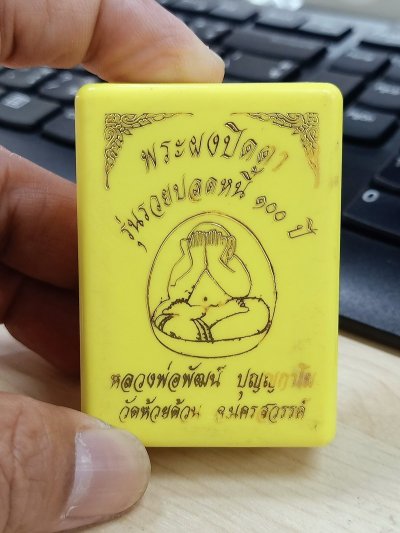 พระผงปิดตา
รุ่นรวยปลดหนี้ ๑๐๐ ปี
หลวงพ่อพัฒน์ ปุญญกาโม
วัดห้วยด้วน จ.นครสวรรค์